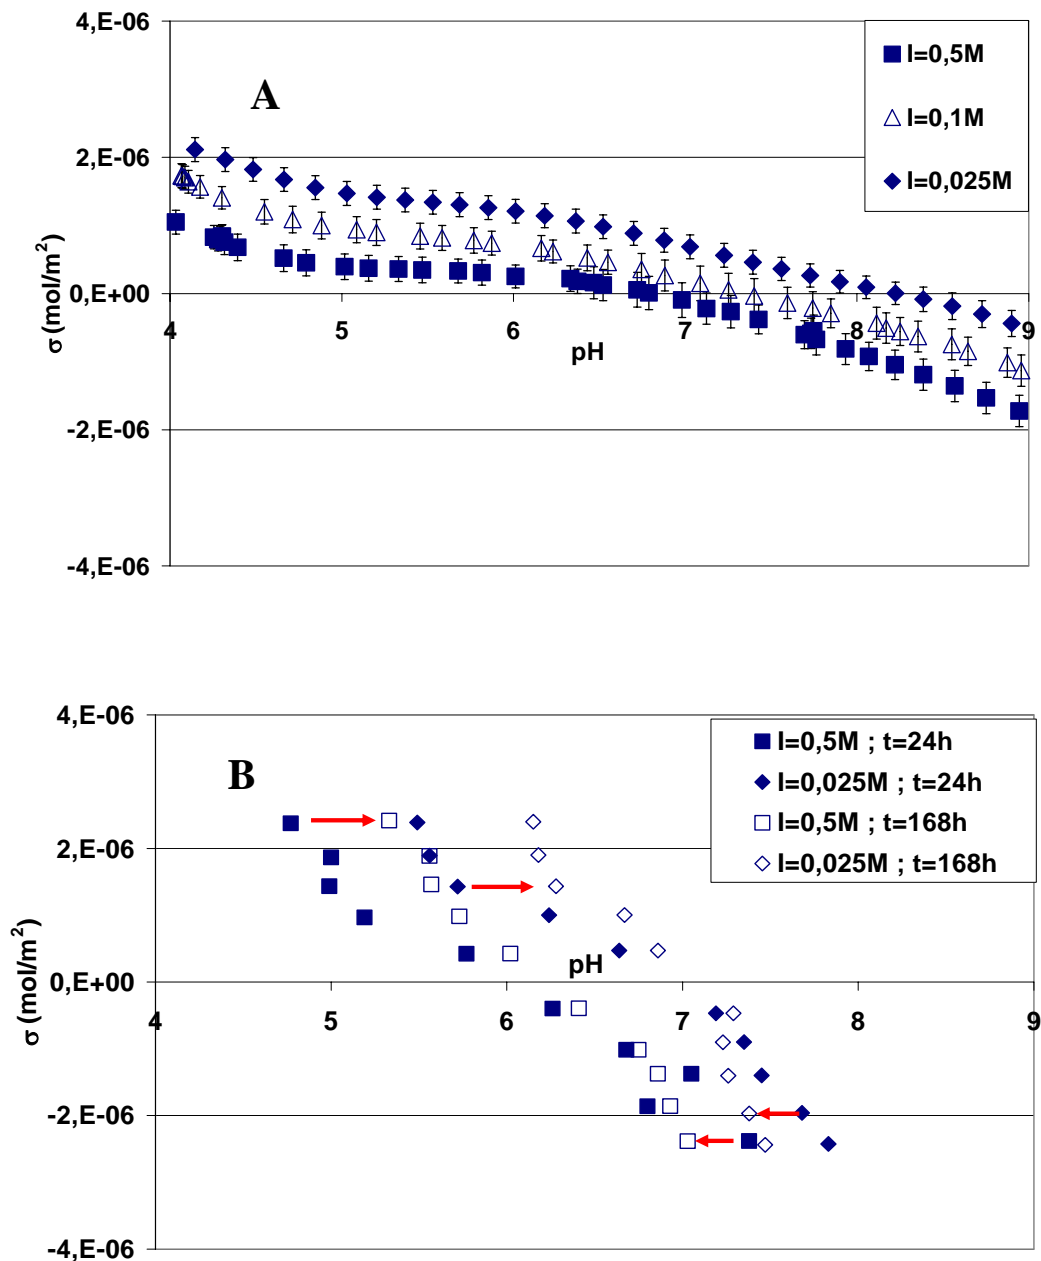 4,E-06
I=0,5M
A
I=0,1M
2,E-06
I=0,025M
σ (mol/m²)
0,E+00
4 5 6 7 8 9
pH
-2,E-06
-4,E-06
4,E-06
I=0,5M ; t=24h
B
I=0,025M ; t=24h
I=0,5M ; t=168h
2,E-06
I=0,025M ; t=168h
σ (mol/m²)
pH
0,E+00
4 5 6 7 8 9
-2,E-06
-4,E-06